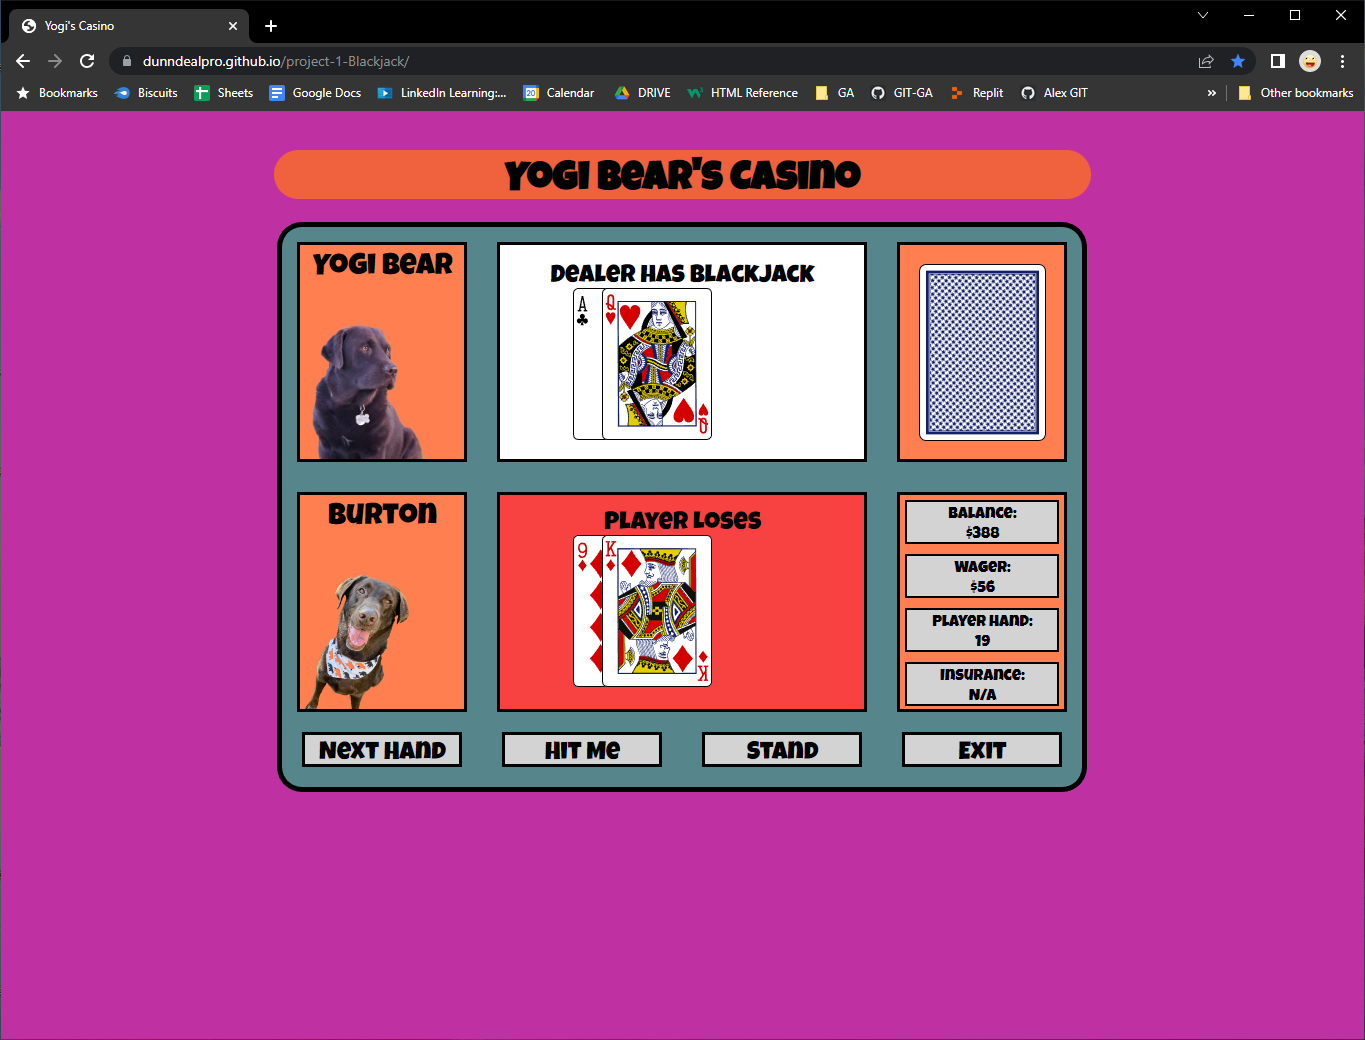 Yogi's Casino
dunndealpro.github.io/project-1-Blackjack/
Bookmarks
Biscuits
Sheets
Google Docs
LinkedIn Learning:...
20
Calendar
DRIVE
HTML Reference
GA
GIT-GA
Replit
Alex GIT
»
Other bookmarks
Yogi Bear's Casino
Yogi Bear
Dealer has Blackjack
A
Q
Q
Burton
Player Loses
9
K
K
Balance:
$388
Wager:
$56
Player Hand:
19
Insurance:
N/A
Next Hand
Hit Me
Stand
Exit